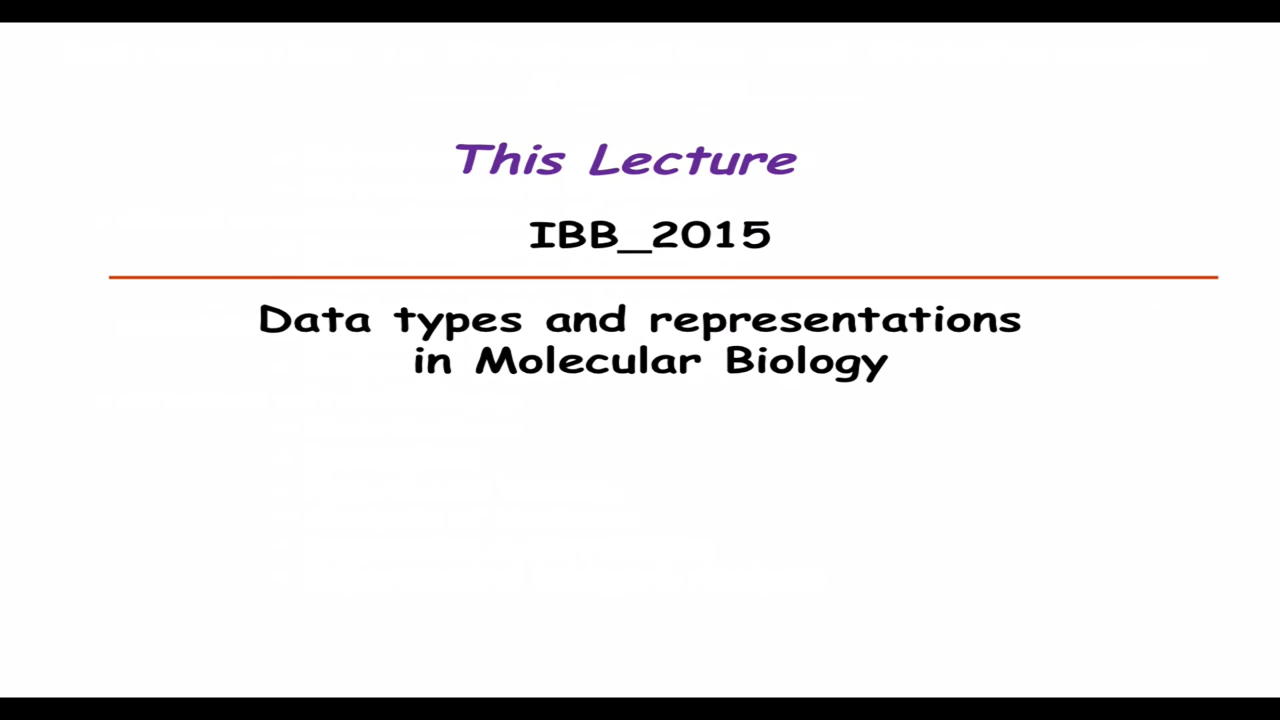 This Lecture
IBB_2015
Data types and representations
in Molecular Biology